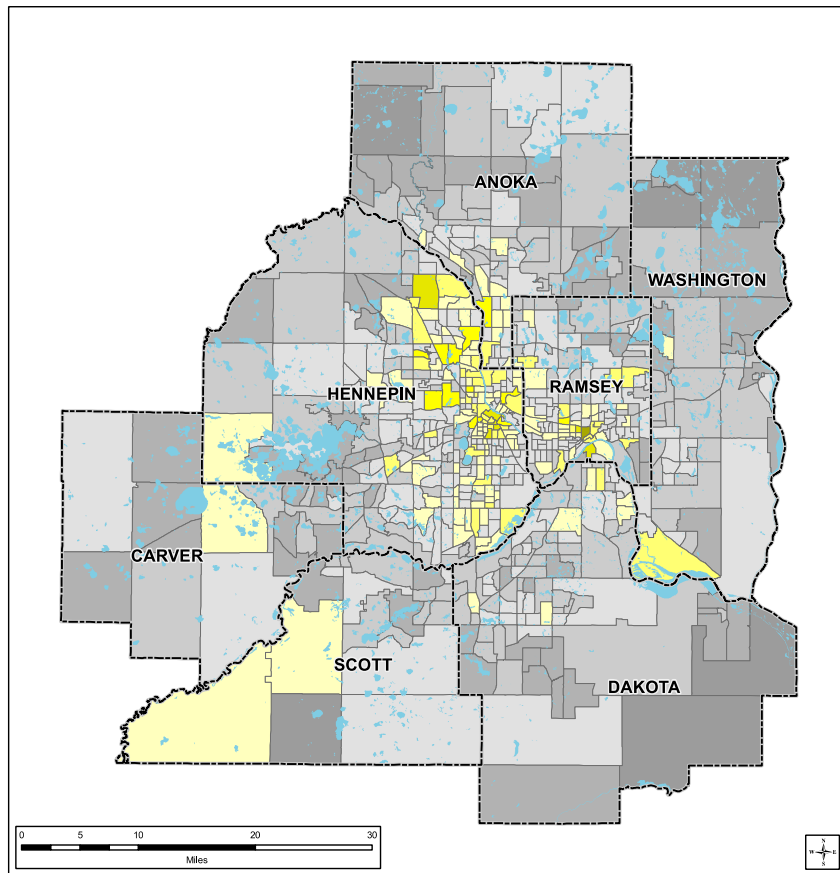 ANOKA
WASHINGTON
HENNEPIN
RAMSEY
CARVER
SCOTT
DAKOTA
0 5 10 20 30
Miles
N
W E
S